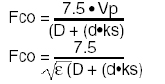 Fco = 7.5 • Vp
(D + (d•ks)
Fco = 7.5
√ε (D + (d•ks)